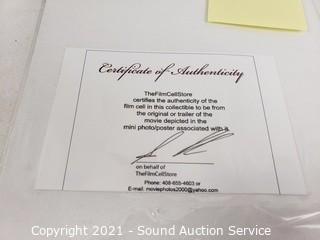 Certificate of Authenticity
TheFilmCellStore
certifies the authenticity of the
film cell in this collectible to be from
the original or trailer of the
movie depicted in the
mini photo/poster associated with it
on behalf of
TheFilmCellStore
Phone: 408-655-4603 or
E-mail: moviephotos2000@yahoo.com
Copyright 2021 - Sound Auction Service